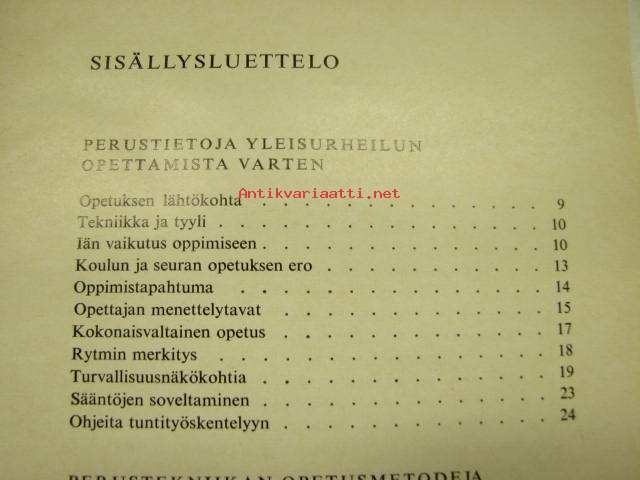 SISÄLLYSLUETTELO
PERUSTIETOJA YLEISURHEILUN
OPETTAMISTA VARTEN
Antikvariaatti.net
Opetuksen lähtökohta . . . . . . . . . . . . 9
Tekniikka ja tyyli . . . . . . . . . . . . . . 10
Iän vaikutus oppimiseen . . . . . . . . . . . . 10
Koulun ja seuran opetuksen ero . . . . . . . . . . 13
Oppimistapahtuma . . . . . . . . . . . . . 14
Opettajan menettelytavat . . . . . . . . . . . 15
Kokonaisvaltainen opetus . . . . . . . . . . . . 17
Rytmin merkitys . . . . . . . . . . . . . . 18
Turvallisuusnäkökohtia . . . . . . . . . . . . 19
Sääntöjen soveltaminen . . . . . . . . . . . . 23
Ohjeita tuntityöskentelyyn . . . . . . . . . . . 24
PERUSTEKNIIKAN OPETUSMETODEJA